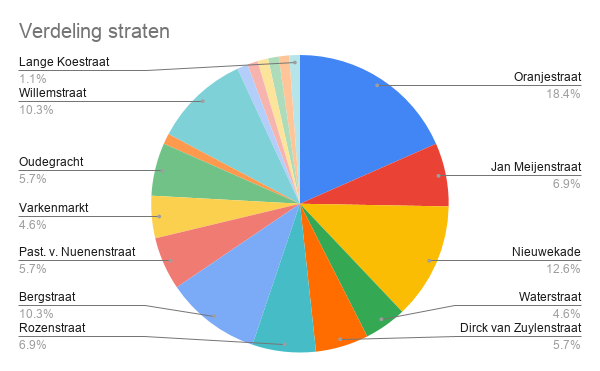 Verdeling straten
Lange Koestraat
1.1%
Willemstraat
10.3%
Oudegracht
5.7%
Varkenmarkt
4.6%
Past. v. Nuenenstraat
5.7%
Bergstraat
10.3%
Rozenstraat
6.9%
Oranjestraat
18.4%
Jan Meijenstraat
6.9%
Nieuwekade
12.6%
Waterstraat
4.6%
Dirck van Zuylenstraat
5.7%